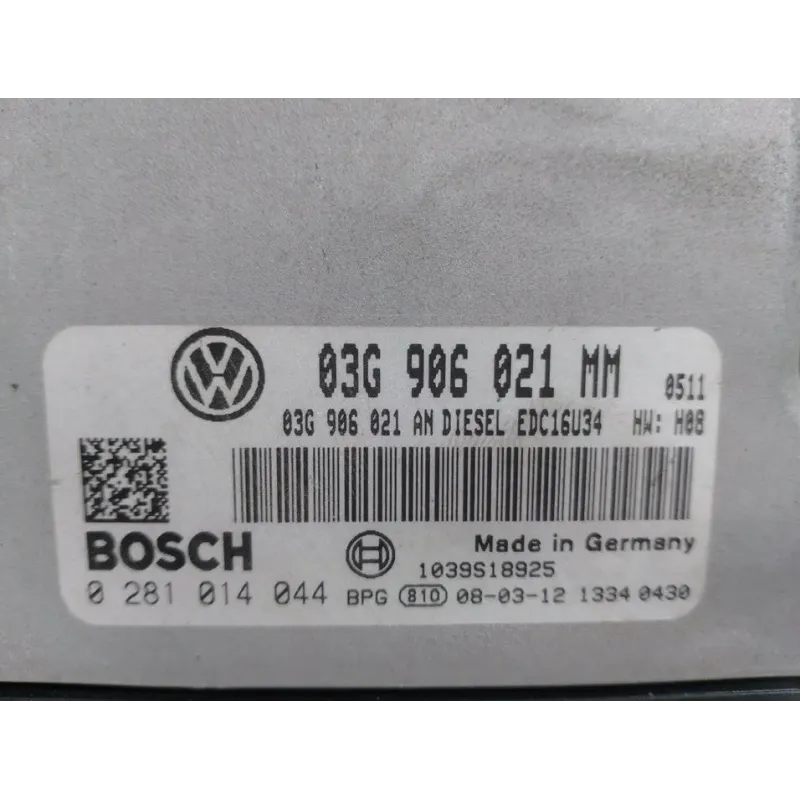 03G 906 021 MM 0511
03G 906 021 AN DIESEL EDC16U34 HW: H08
BOSCH Made in Germany
1039S18925
0 281 014 044 BPG 810 08-03-12 1334 0430